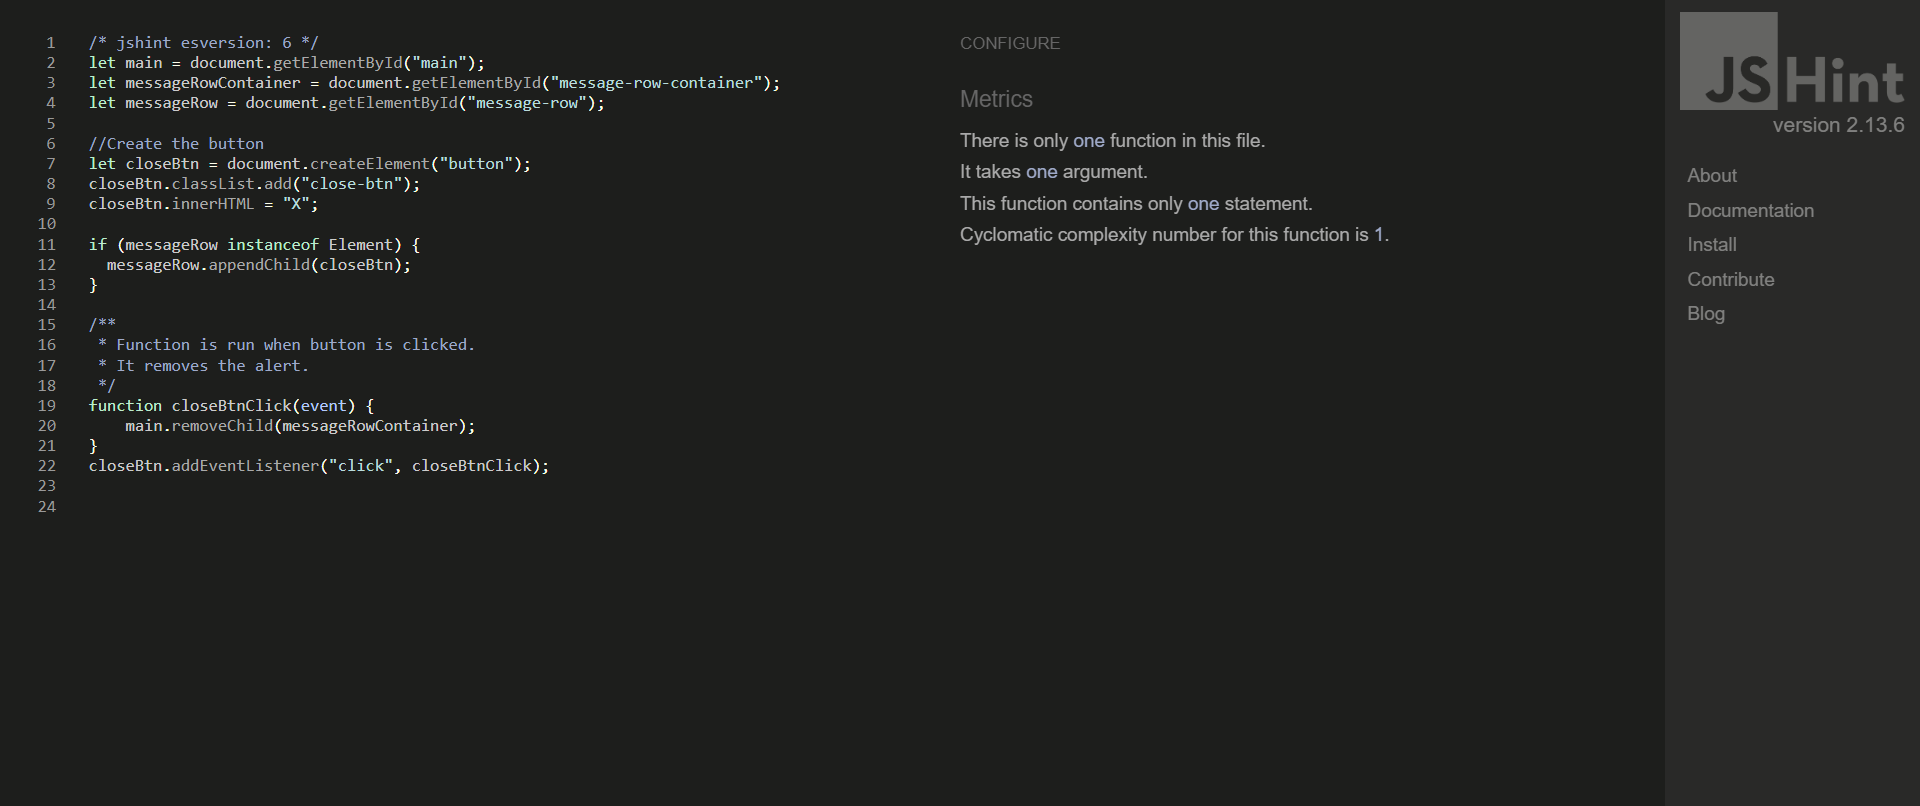 1 /* jshint esversion: 6 */
2 let main = document.getElementById("main");
3 let messageRowContainer = document.getElementById("message-row-container");
4 let messageRow = document.getElementById("message-row");
5
6 //Create the button
7 let closeBtn = document.createElement("button");
8 closeBtn.classList.add("close-btn");
9 closeBtn.innerHTML = "X";
10
11 if (messageRow instanceof Element) {
12   messageRow.appendChild(closeBtn);
13 }
14
15 /**
16  * Function is run when button is clicked.
17  * It removes the alert.
18  */
19 function closeBtnClick(event) {
20     main.removeChild(messageRowContainer);
21 }
22 closeBtn.addEventListener("click", closeBtnClick);
23
24
CONFIGURE
Metrics
There is only one function in this file.
It takes one argument.
This function contains only one statement.
Cyclomatic complexity number for this function is 1.
JSHint
version 2.13.6
About
Documentation
Install
Contribute
Blog